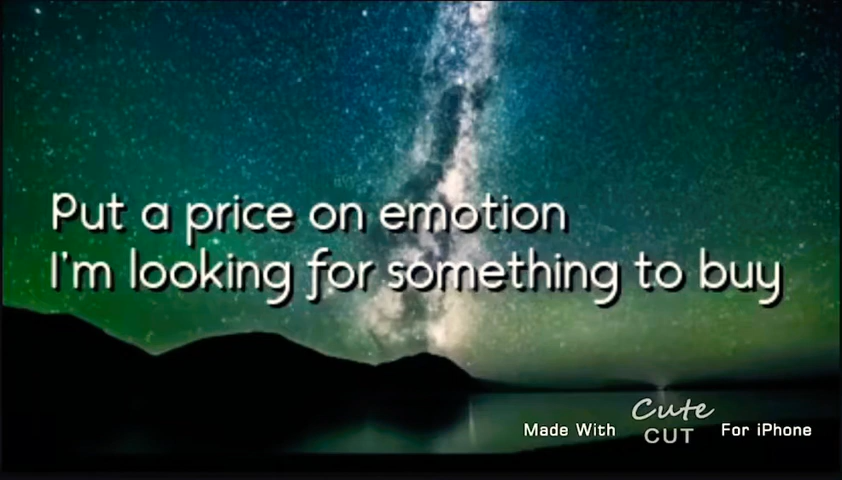 Put a price on emotion
I'm looking for something to buy
Made With Cute CUT For iPhone